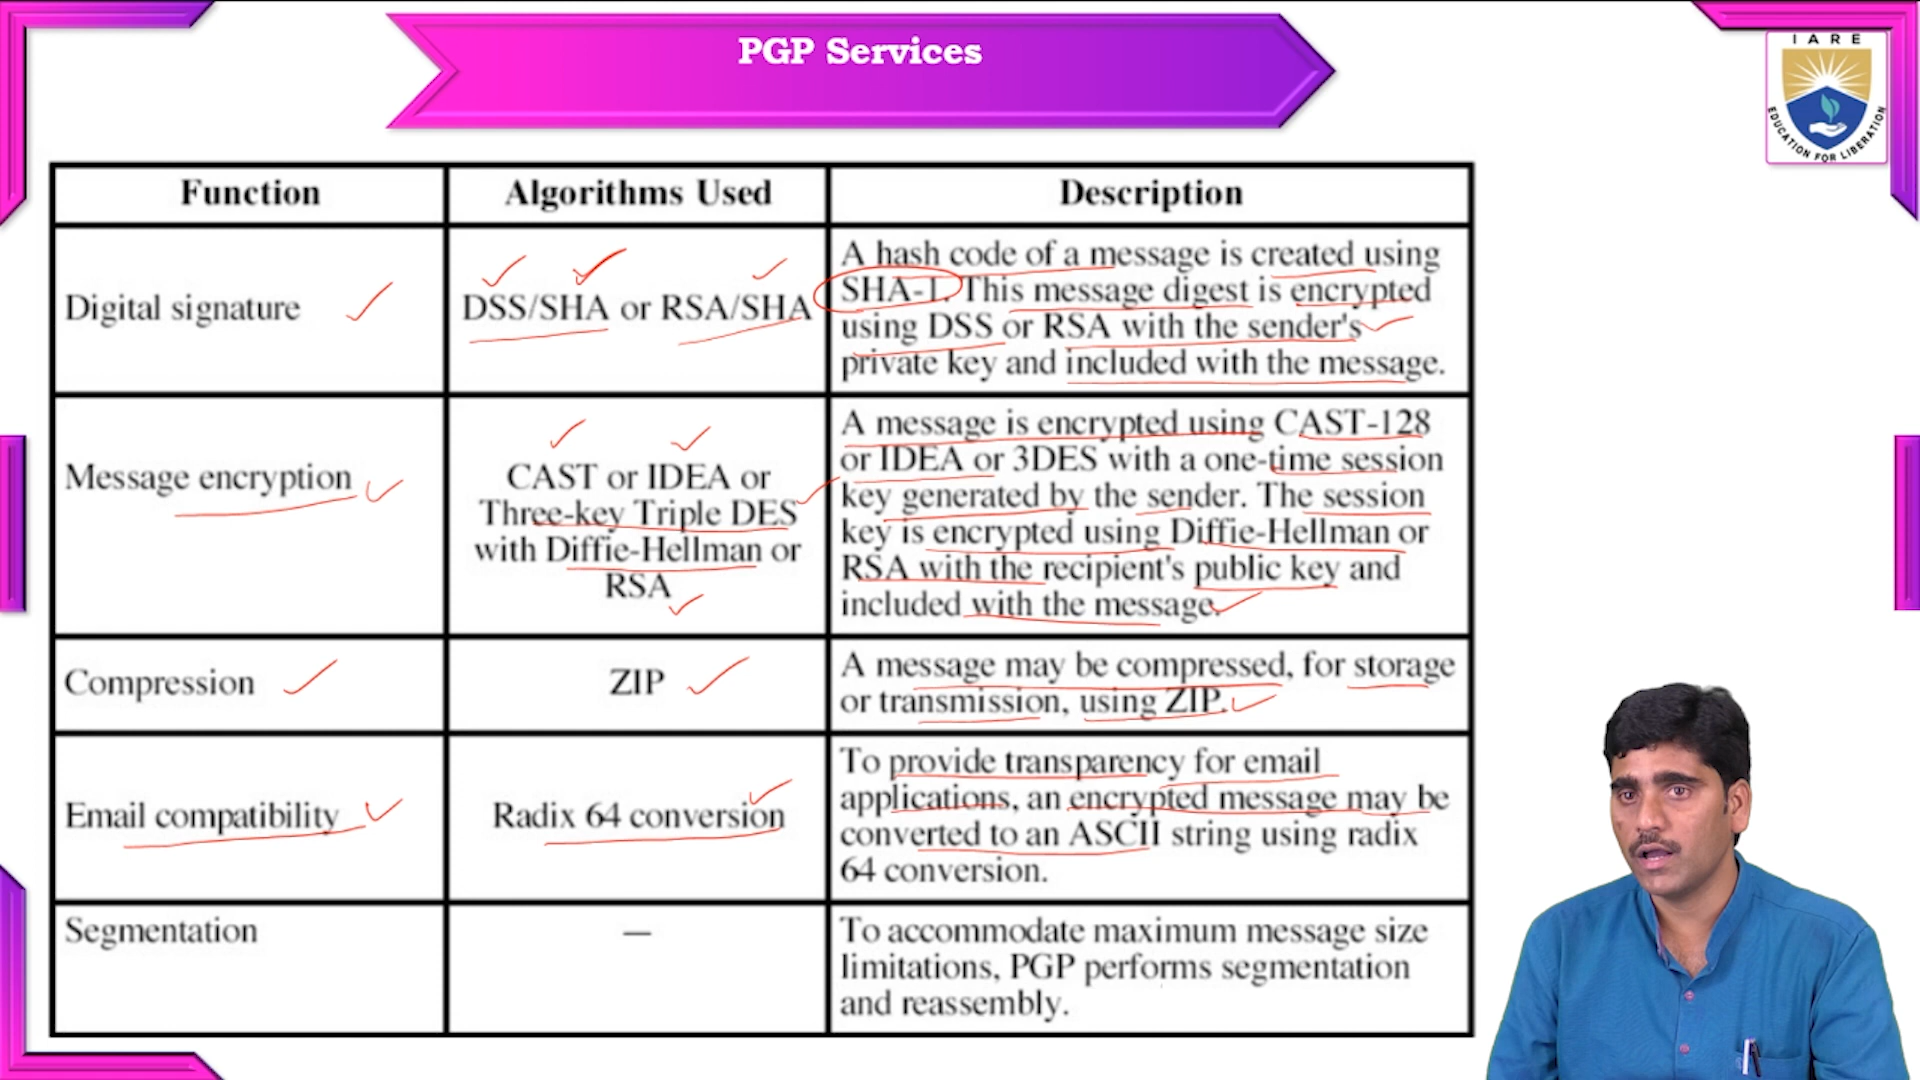 PGP Services
IARE
EDUCATION FOR LIBERATION
Function
Algorithms Used
Description
Digital signature
DSS/SHA or RSA/SHA
A hash code of a message is created using
SHA-1. This message digest is encrypted
using DSS or RSA with the sender's
private key and included with the message.
Message encryption
CAST or IDEA or
Three-key Triple DES
with Diffie-Hellman or
RSA
A message is encrypted using CAST-128
or IDEA or 3DES with a one-time session
key generated by the sender. The session
key is encrypted using Diffie-Hellman or
RSA with the recipient's public key and
included with the message.
Compression
ZIP
A message may be compressed, for storage
or transmission, using ZIP.
Email compatibility
Radix 64 conversion
To provide transparency for email
applications, an encrypted message may be
converted to an ASCII string using radix
64 conversion.
Segmentation
—
To accommodate maximum message size
limitations, PGP performs segmentation
and reassembly.